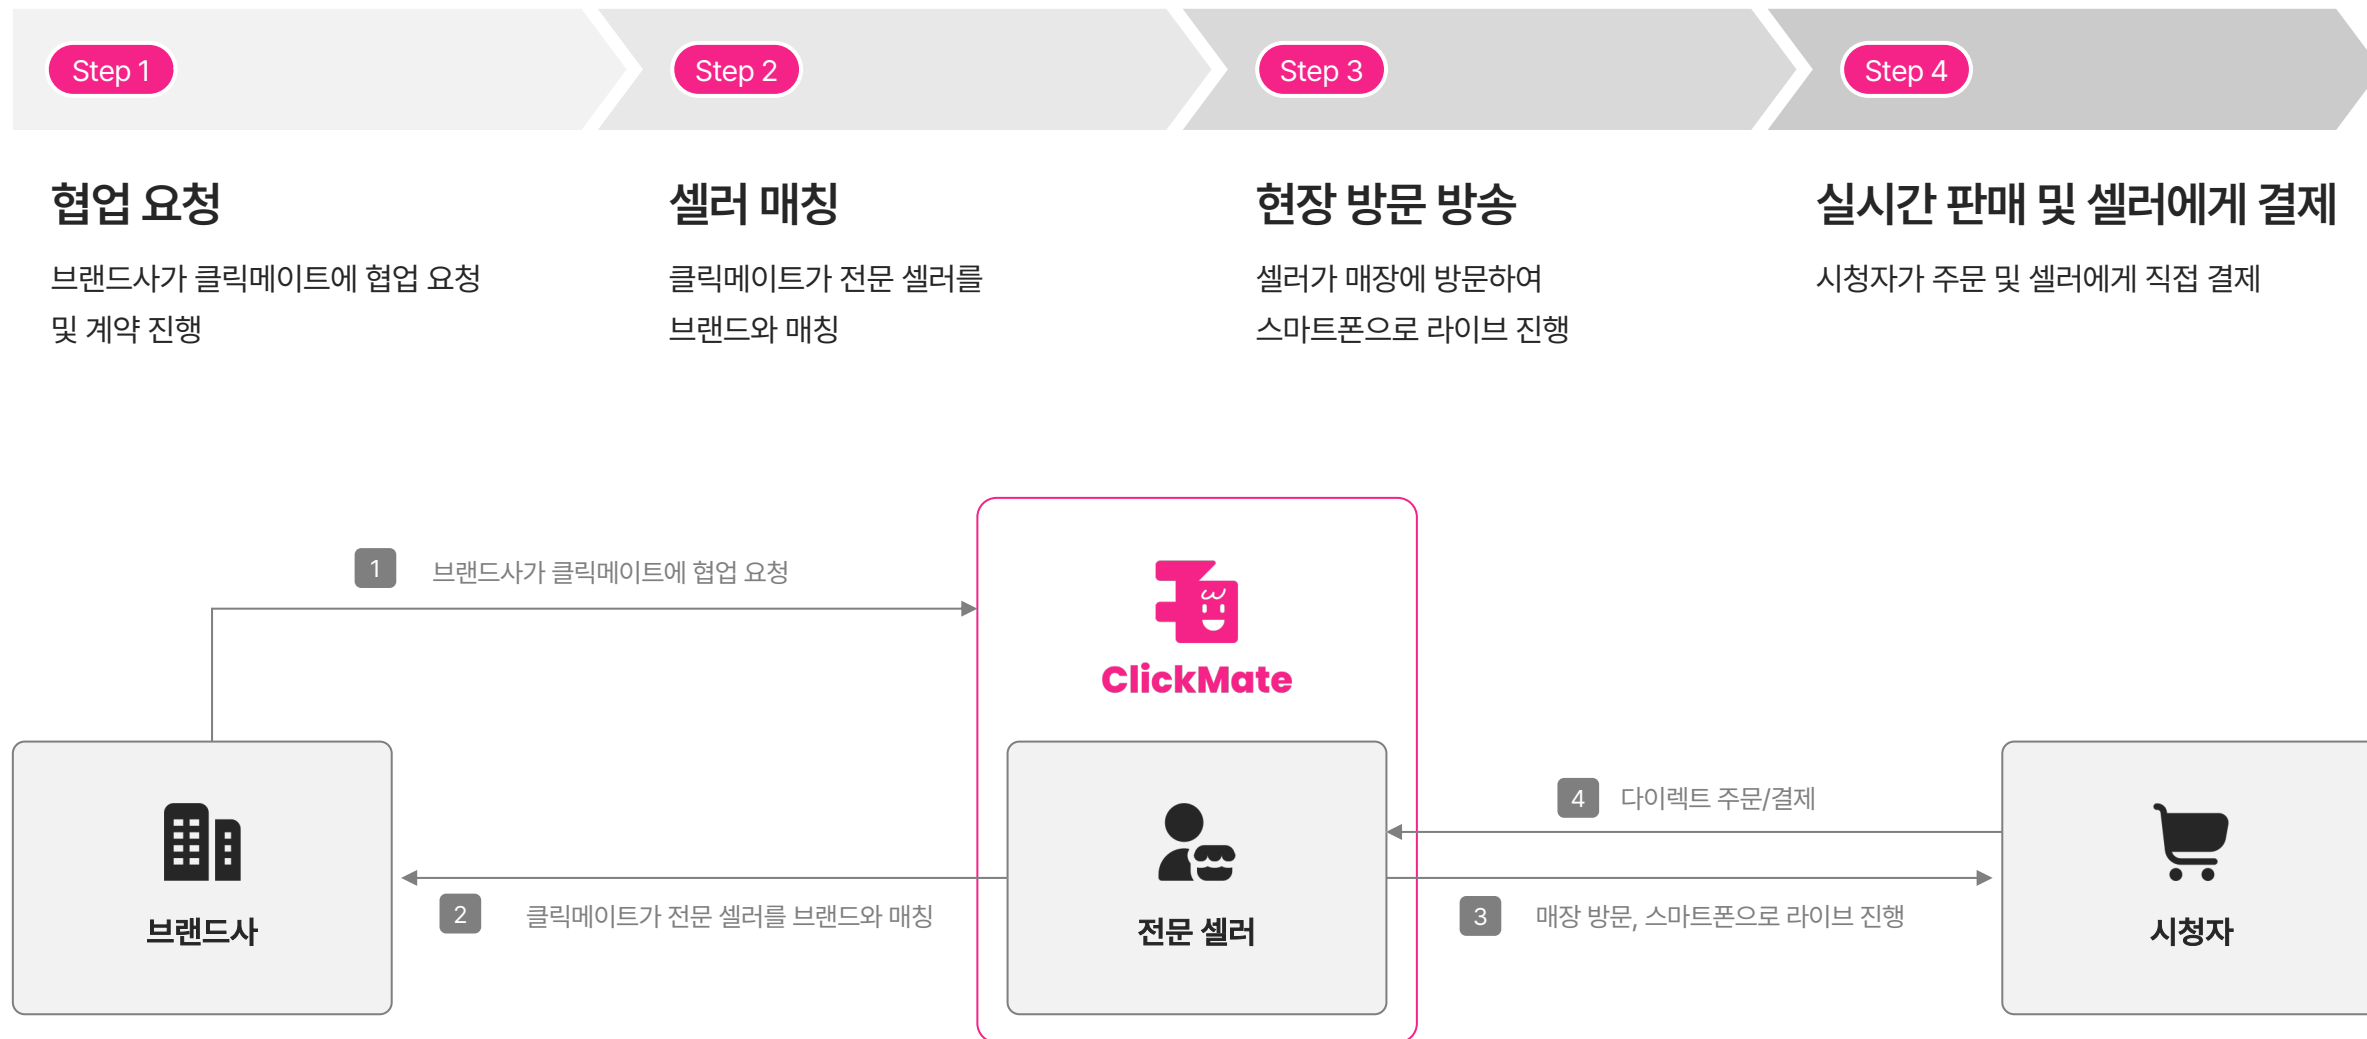 Step 1
Step 2
Step 3
Step 4
협업 요청
브랜드사가 클릭메이트에 협업 요청
및 계약 진행
셀러 매칭
클릭메이트가 전문 셀러를
브랜드와 매칭
현장 방문 방송
셀러가 매장에 방문하여
스마트폰으로 라이브 진행
실시간 판매 및 셀러에게 결제
시청자가 주문 및 셀러에게 직접 결제
1
브랜드사가 클릭메이트에 협업 요청
ClickMate
4
다이렉트 주문/결제
2
클릭메이트가 전문 셀러를 브랜드와 매칭
3
매장 방문, 스마트폰으로 라이브 진행
브랜드사
전문 셀러
시청자